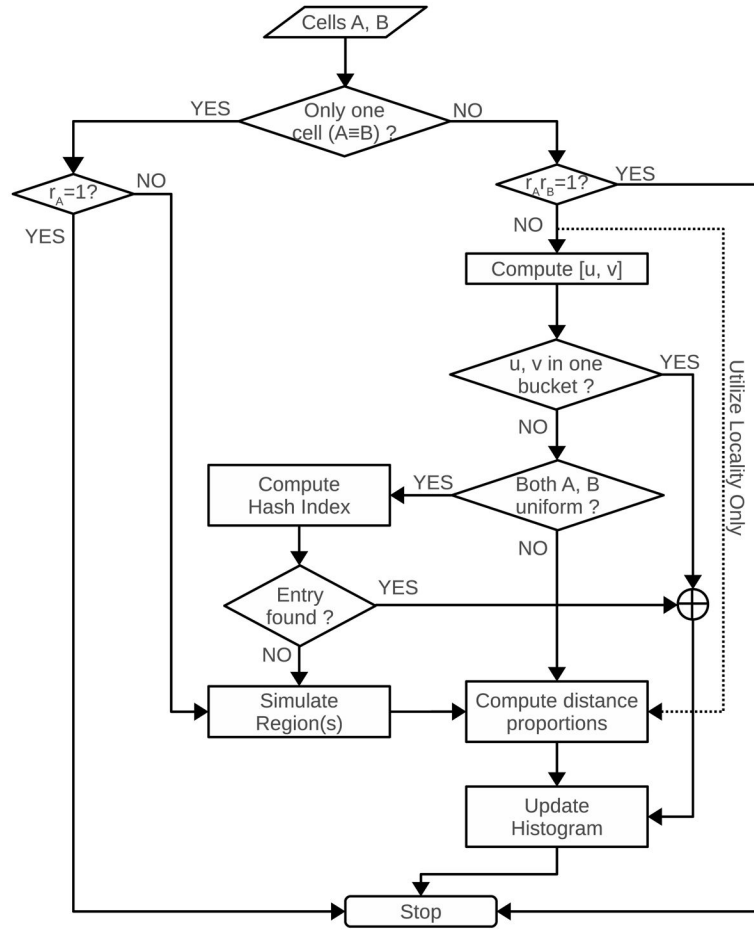 Cells A, B
YES
Only one
cell (A≡B) ?
NO
r_A=1?
NO
YES
r_A r_B=1?
YES
NO
Compute [u, v]
u, v in one
bucket ?
YES
NO
Utilize Locality Only
Compute
Hash Index
YES
Both A, B
uniform ?
NO
Entry
found ?
YES
NO
Simulate
Region(s)
Compute distance
proportions
Update
Histogram
Stop